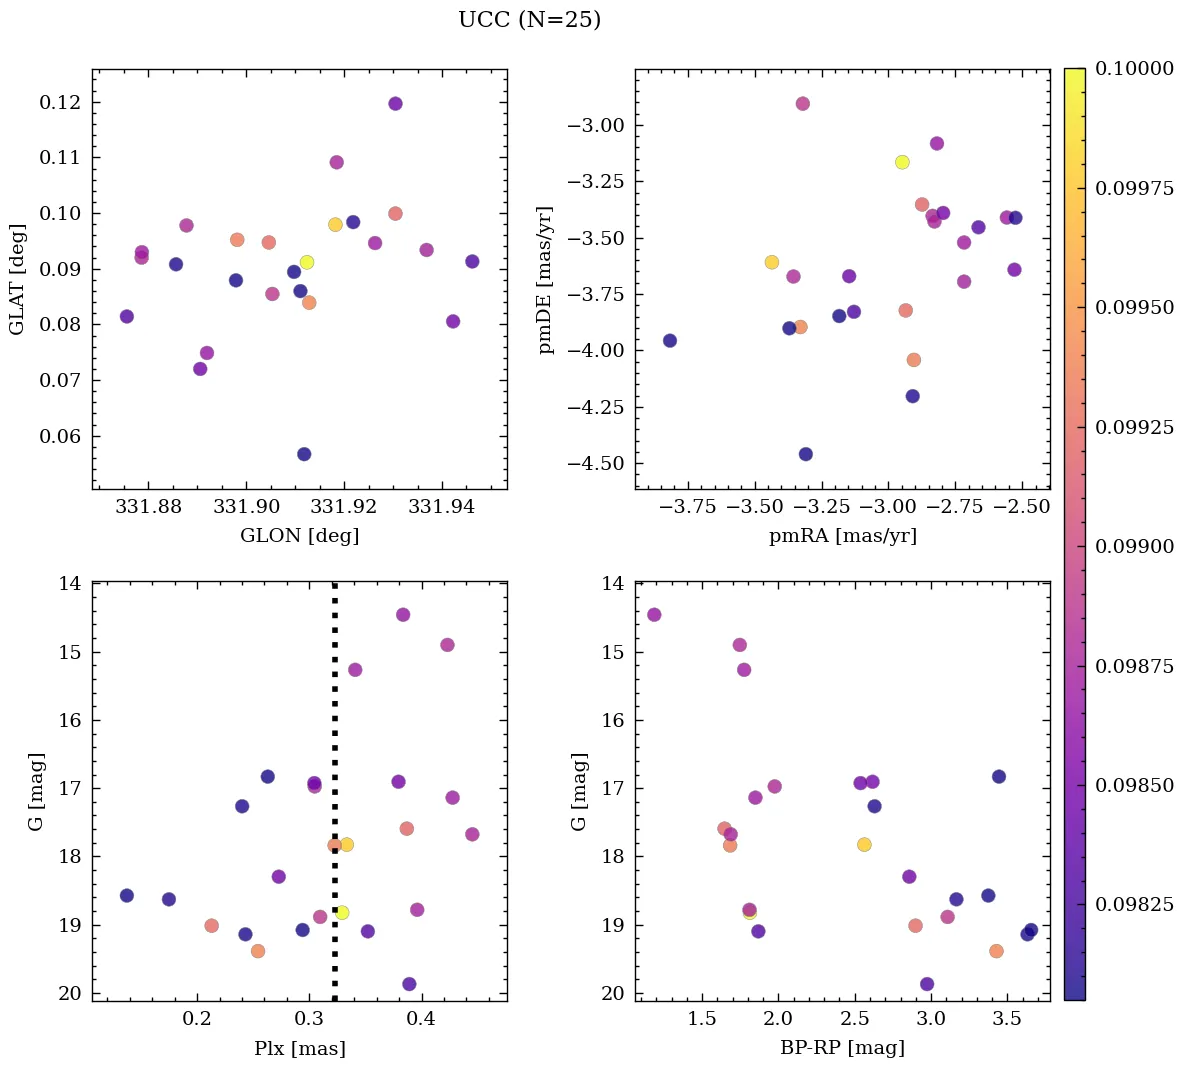 UCC (N=25)
0.12
0.11
0.10
0.09
0.08
0.07
0.06
GLAT [deg]
331.88 331.90 331.92 331.94
GLON [deg]
−3.00
−3.25
−3.50
−3.75
−4.00
−4.25
−4.50
pmDE [mas/yr]
−3.75 −3.50 −3.25 −3.00 −2.75 −2.50
pmRA [mas/yr]
14
15
16
17
18
19
20
G [mag]
0.2 0.3 0.4
Plx [mas]
14
15
16
17
18
19
20
G [mag]
1.5 2.0 2.5 3.0 3.5
BP-RP [mag]
0.10000
0.09975
0.09950
0.09925
0.09900
0.09875
0.09850
0.09825